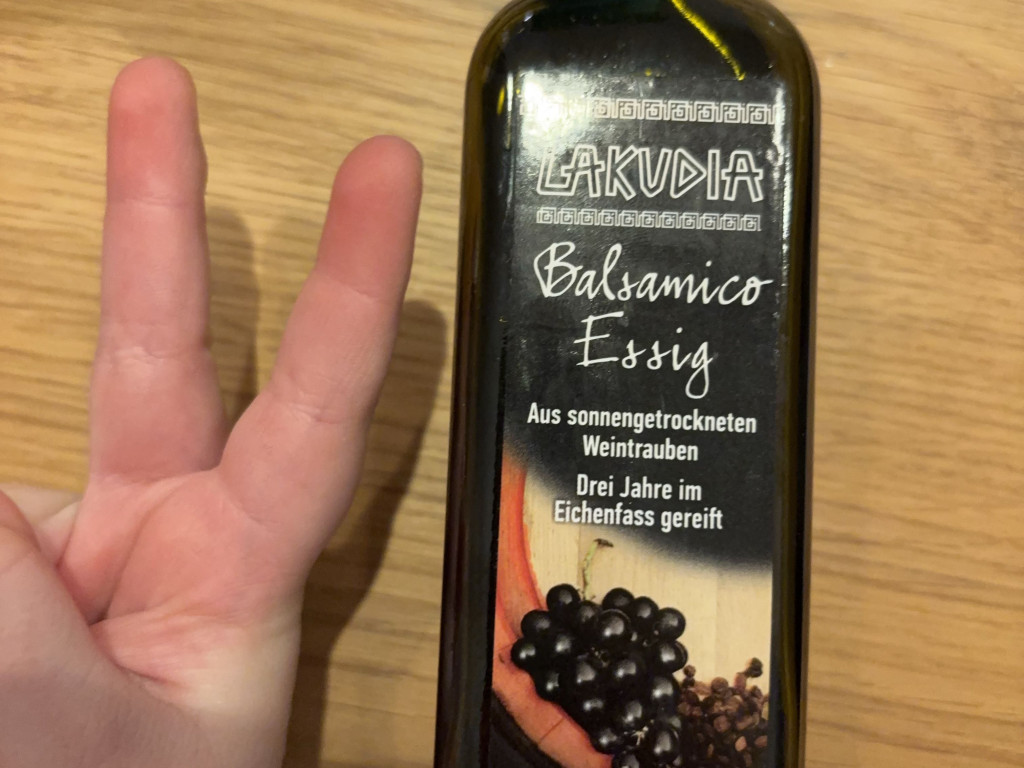 LAKUDIA
Balsamico
Essig
Aus sonnengetrockneten
Weintrauben
Drei Jahre im
Eichenfass gereift